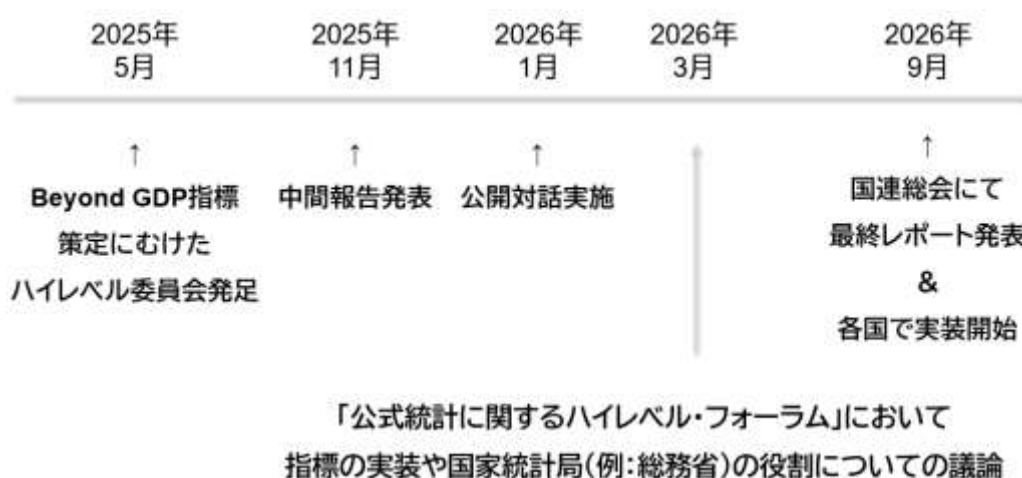 2025年
5月
2025年
11月
2026年
1月
2026年
3月
2026年
9月
↑
Beyond GDP指標
策定にむけた
ハイレベル委員会発足
↑
中間報告発表
↑
公開対話実施
↑
国連総会にて
最終レポート発表
&
各国で実装開始
「公式統計に関するハイレベル・フォーラム」において
指標の実装や国家統計局(例:総務省)の役割についての議論